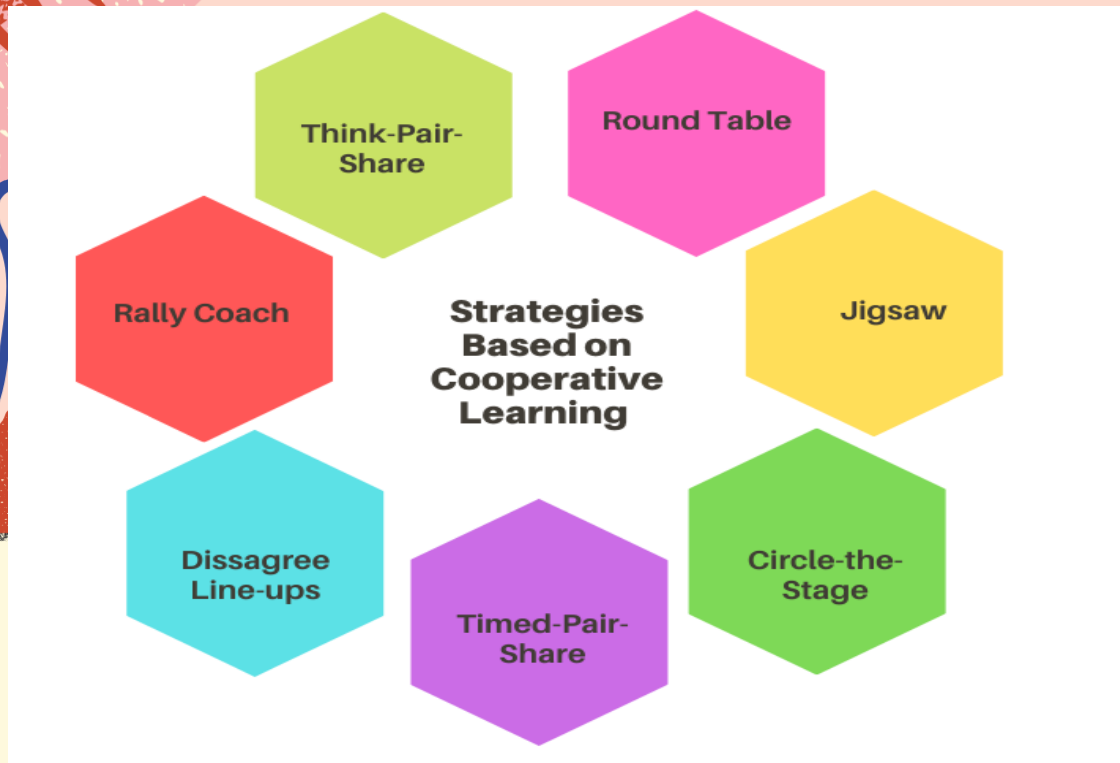 Think-Pair-
Share
Round Table
Rally Coach
Jigsaw
Strategies
Based on
Cooperative
Learning
Dissagree
Line-ups
Circle-the-
Stage
Timed-Pair-
Share